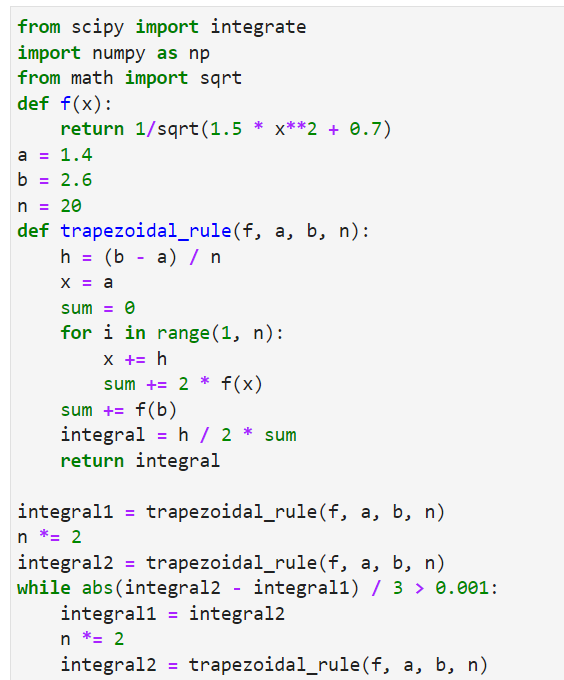 from scipy import integrate
import numpy as np
from math import sqrt
def f(x):
    return 1/sqrt(1.5 * x**2 + 0.7)
a = 1.4
b = 2.6
n = 20
def trapezoidal_rule(f, a, b, n):
    h = (b - a) / n
    x = a
    sum = 0
    for i in range(1, n):
        x += h
        sum += 2 * f(x)
    sum += f(b)
    integral = h / 2 * sum
    return integral

integral1 = trapezoidal_rule(f, a, b, n)
n *= 2
integral2 = trapezoidal_rule(f, a, b, n)
while abs(integral2 - integral1) / 3 > 0.001:
    integral1 = integral2
    n *= 2
    integral2 = trapezoidal_rule(f, a, b, n)